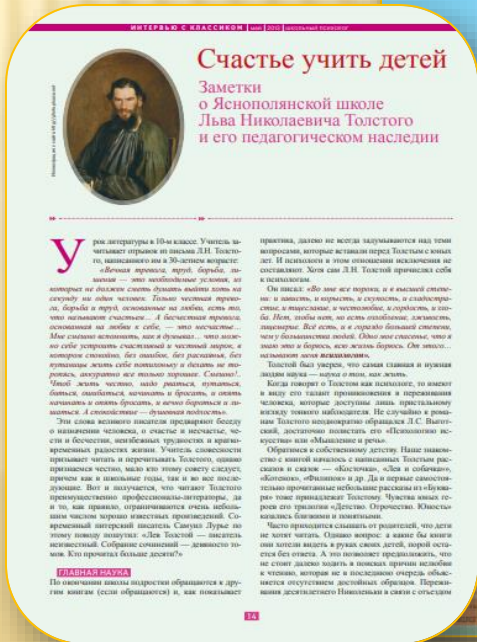 ИНТЕРВЬЮ С КЛАССИКОМ | МАЙ | 2012 | ШКОЛЬНЫЙ ПСИХОЛОГ
Счастье учить детей
Заметки
о Яснополянской школе
Льва Николаевича Толстого
и его педагогическом наследии
Урок литературы в 10-м классе. Учитель за-
читывает отрывок из письма Л.Н. Толсто-
го, написанного им в 30-летнем возрасте:
«Вечная тревога, труд, борьба, ли-
шения — это необходимые условия, из
которых не должен сметь думать выйти хоть на
секунду ни один человек. Только честная трево-
га, борьба и труд, основанные на любви, есть то,
что называют счастьем... А бесчестная тревога,
основанная на любви к себе, — это несчастье...
Мне смешно вспомнить, как я думывал... что мож-
но себе устроить счастливый и честный мирок, в
котором спокойно, без ошибок, без раскаянья, без
путаницы жить себе потихоньку и делать не то-
ропясь, аккуратно все только хорошее. Смешно!..
Чтоб жить честно, надо рваться, путаться,
биться, ошибаться, начинать и бросать, и опять
начинать и опять бросать, и вечно бороться и ли-
шаться. А спокойствие — душевная подлость».
Эти слова великого писателя предваряют беседу
о назначении человека, о счастье и несчастье, че-
сти и бесчестии, неизбежных трудностях и кратко-
временных радостях жизни. Учитель словесности
призывает читать и перечитывать Толстого, однако
признаемся честно, мало кто этому совету следует,
причем как в школьные годы, так и во все после-
дующие. Вот и получается, что читают Толстого
преимущественно профессионалы-литераторы, да
и то, как правило, ограничиваются очень неболь-
шим числом хорошо известных произведений. Со-
временный питерский писатель Самуил Лурье по
этому поводу пошутил: «Лев Толстой — писатель
неизвестный. Собрание сочинений — девяносто то-
мов. Кто прочитал больше десяти?»
ГЛАВНАЯ НАУКА
По окончании школы подростки обращаются к дру-
гим книгам (если обращаются) и, как показывает
практика, далеко не всегда задумываются над теми
вопросами, которые вставали перед Толстым с юных
лет. И психологи в этом отношении исключения не
составляют. Хотя сам Л.Н. Толстой причислял себя
к психологам.
Он писал: «Во мне все пороки, и в высшей степе-
ни: и зависть, и корысть, и скупость, и сладостра-
стие, и тщеславие, и честолюбие, и гордость, и зло-
ба. Нет, злобы нет, но есть озлобление, лживость,
лицемерие. Всё есть, и в гораздо большей степени,
чем у большинства людей. Одно мое спасенье, что я
знаю это и борюсь, всю жизнь борюсь. От этого...
называют меня психологом».
Толстой был уверен, что самая главная и нужная
людям наука — наука о том, как жить.
Когда говорят о Толстом как психологе, то имеют
в виду его талант проникновения в переживания
человека, которые доступны лишь пристальному
взгляду тонкого наблюдателя. Не случайно к рома-
нам Толстого неоднократно обращался Л.С. Выгот-
ский, достаточно полистать его «Психологию ис-
кусства» или «Мышление и речь».
Обратимся к собственному детству. Наше знаком-
ство с книгой началось с написанных Толстым рас-
сказов и сказок — «Косточка», «Лев и собачка»,
«Котенок», «Филипок» и др. Да и первые самостоя-
тельно прочитанные небольшие рассказы из «Буква-
ря» тоже принадлежат Толстому. Чувства юных ге-
роев его трилогии «Детство. Отрочество. Юность»
казались близкими и понятными.
Часто приходится слышать от родителей, что дети
не хотят читать. Однако вопрос: а какие бы книги
они хотели видеть в руках своих детей, порой оста-
ется без ответа. А это позволяет предположить, что
не стоит далеко ходить в поисках причин нелюбви
к чтению, которая не в последнюю очередь объяс-
няется отсутствием достойных образцов. Пережи-
вания десятилетнего Николеньки в связи с отъездом
14